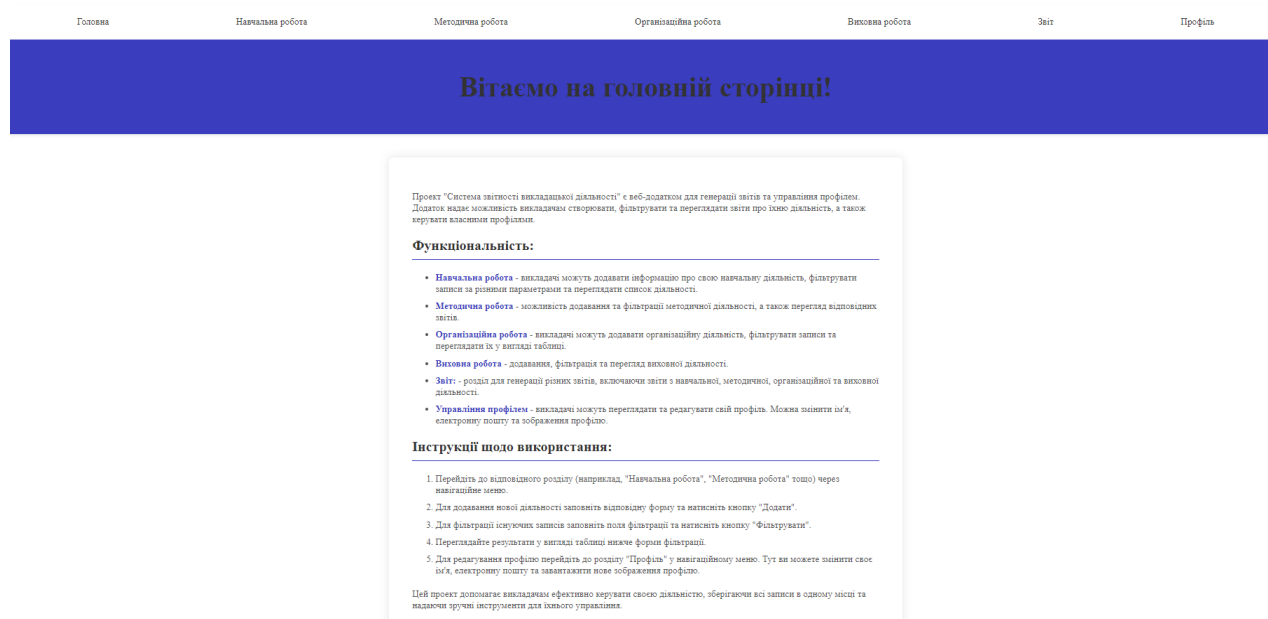 Головна Навчальна робота Методична робота Організаційна робота Виховна робота Звіт Профіль
Вітаємо на головній сторінці!
Проект "Система звітності викладацької діяльності" є веб-додатком для генерації звітів та управління профілем.
Додаток надає можливість викладачам створювати, фільтрувати та переглядати звіти про їхню діяльність, а також
керувати власними профілями.
Функціональність:
• Навчальна робота - викладачі можуть додавати інформацію про свою навчальну діяльність, фільтрувати
записи за різними параметрами та переглядати список діяльності.
• Методична робота - можливість додавання та фільтрації методичної діяльності, а також перегляд відповідних
звітів.
• Організаційна робота - викладачі можуть додавати організаційну діяльність, фільтрувати записи та
переглядати їх у вигляді таблиці.
• Виховна робота - додавання, фільтрація та перегляд виховної діяльності.
• Звіт: - розділ для генерації різних звітів, включаючи звіти з навчальної, методичної, організаційної та виховної
діяльності.
• Управління профілем - викладачі можуть переглядати та редагувати свій профіль. Можна змінити ім'я,
електронну пошту та зображення профілю.
Інструкції щодо використання:
1. Перейдіть до відповідного розділу (наприклад, "Навчальна робота", "Методична робота" тощо) через
навігаційне меню.
2. Для додавання нової діяльності заповніть відповідну форму та натисніть кнопку "Додати".
3. Для фільтрації існуючих записів заповніть поля фільтрації та натисніть кнопку "Фільтрувати".
4. Переглядайте результати у вигляді таблиці нижче форми фільтрації.
5. Для редагування профілю перейдіть до розділу "Профіль" у навігаційному меню. Тут ви можете змінити своє
ім'я, електронну пошту та завантажити нове зображення профілю.
Цей проект допомагає викладачам ефективно керувати своєю діяльністю, зберігаючи всі записи в одному місці та
надаючи зручні інструменти для їхнього управління.